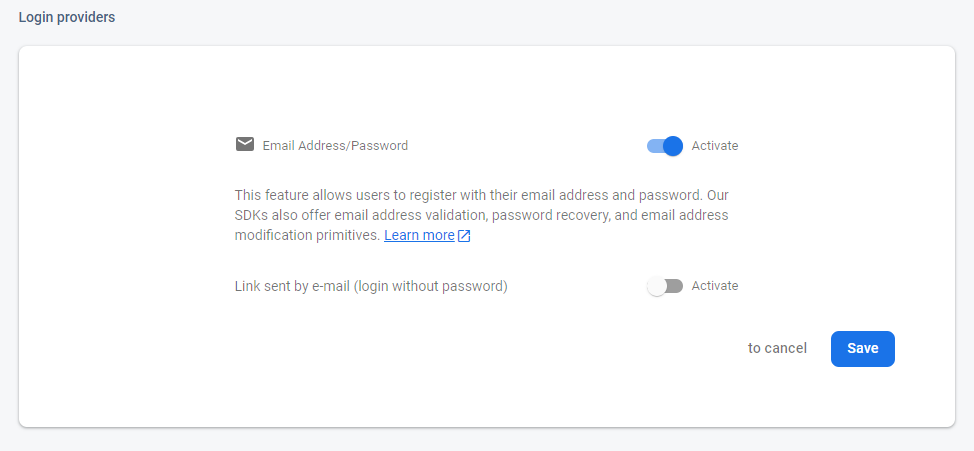 Login providers
Email Address/Password
Activate
This feature allows users to register with their email address and password. Our
SDKs also offer email address validation, password recovery, and email address
modification primitives. Learn more
Link sent by e-mail (login without password)
Activate
to cancel
Save